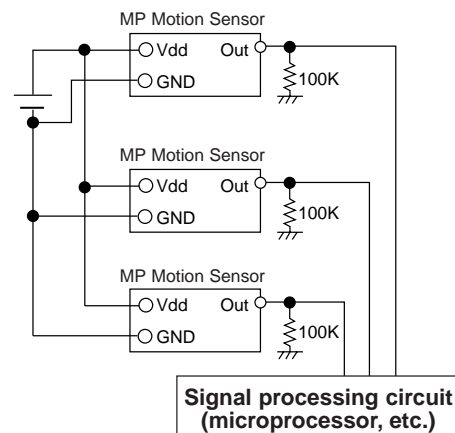 MP Motion Sensor
Vdd Out
GND
100K
MP Motion Sensor
Vdd Out
GND
100K
MP Motion Sensor
Vdd Out
GND
100K
Signal processing circuit
(microprocessor, etc.)